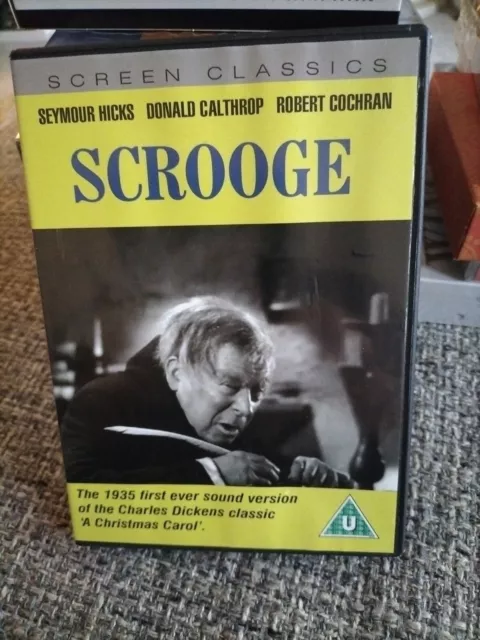 SCREEN CLASSICS
SEYMOUR HICKS DONALD CALTHROP ROBERT COCHRAN
SCROOGE
The 1935 first ever sound version
of the Charles Dickens classic
'A Christmas Carol'.
U